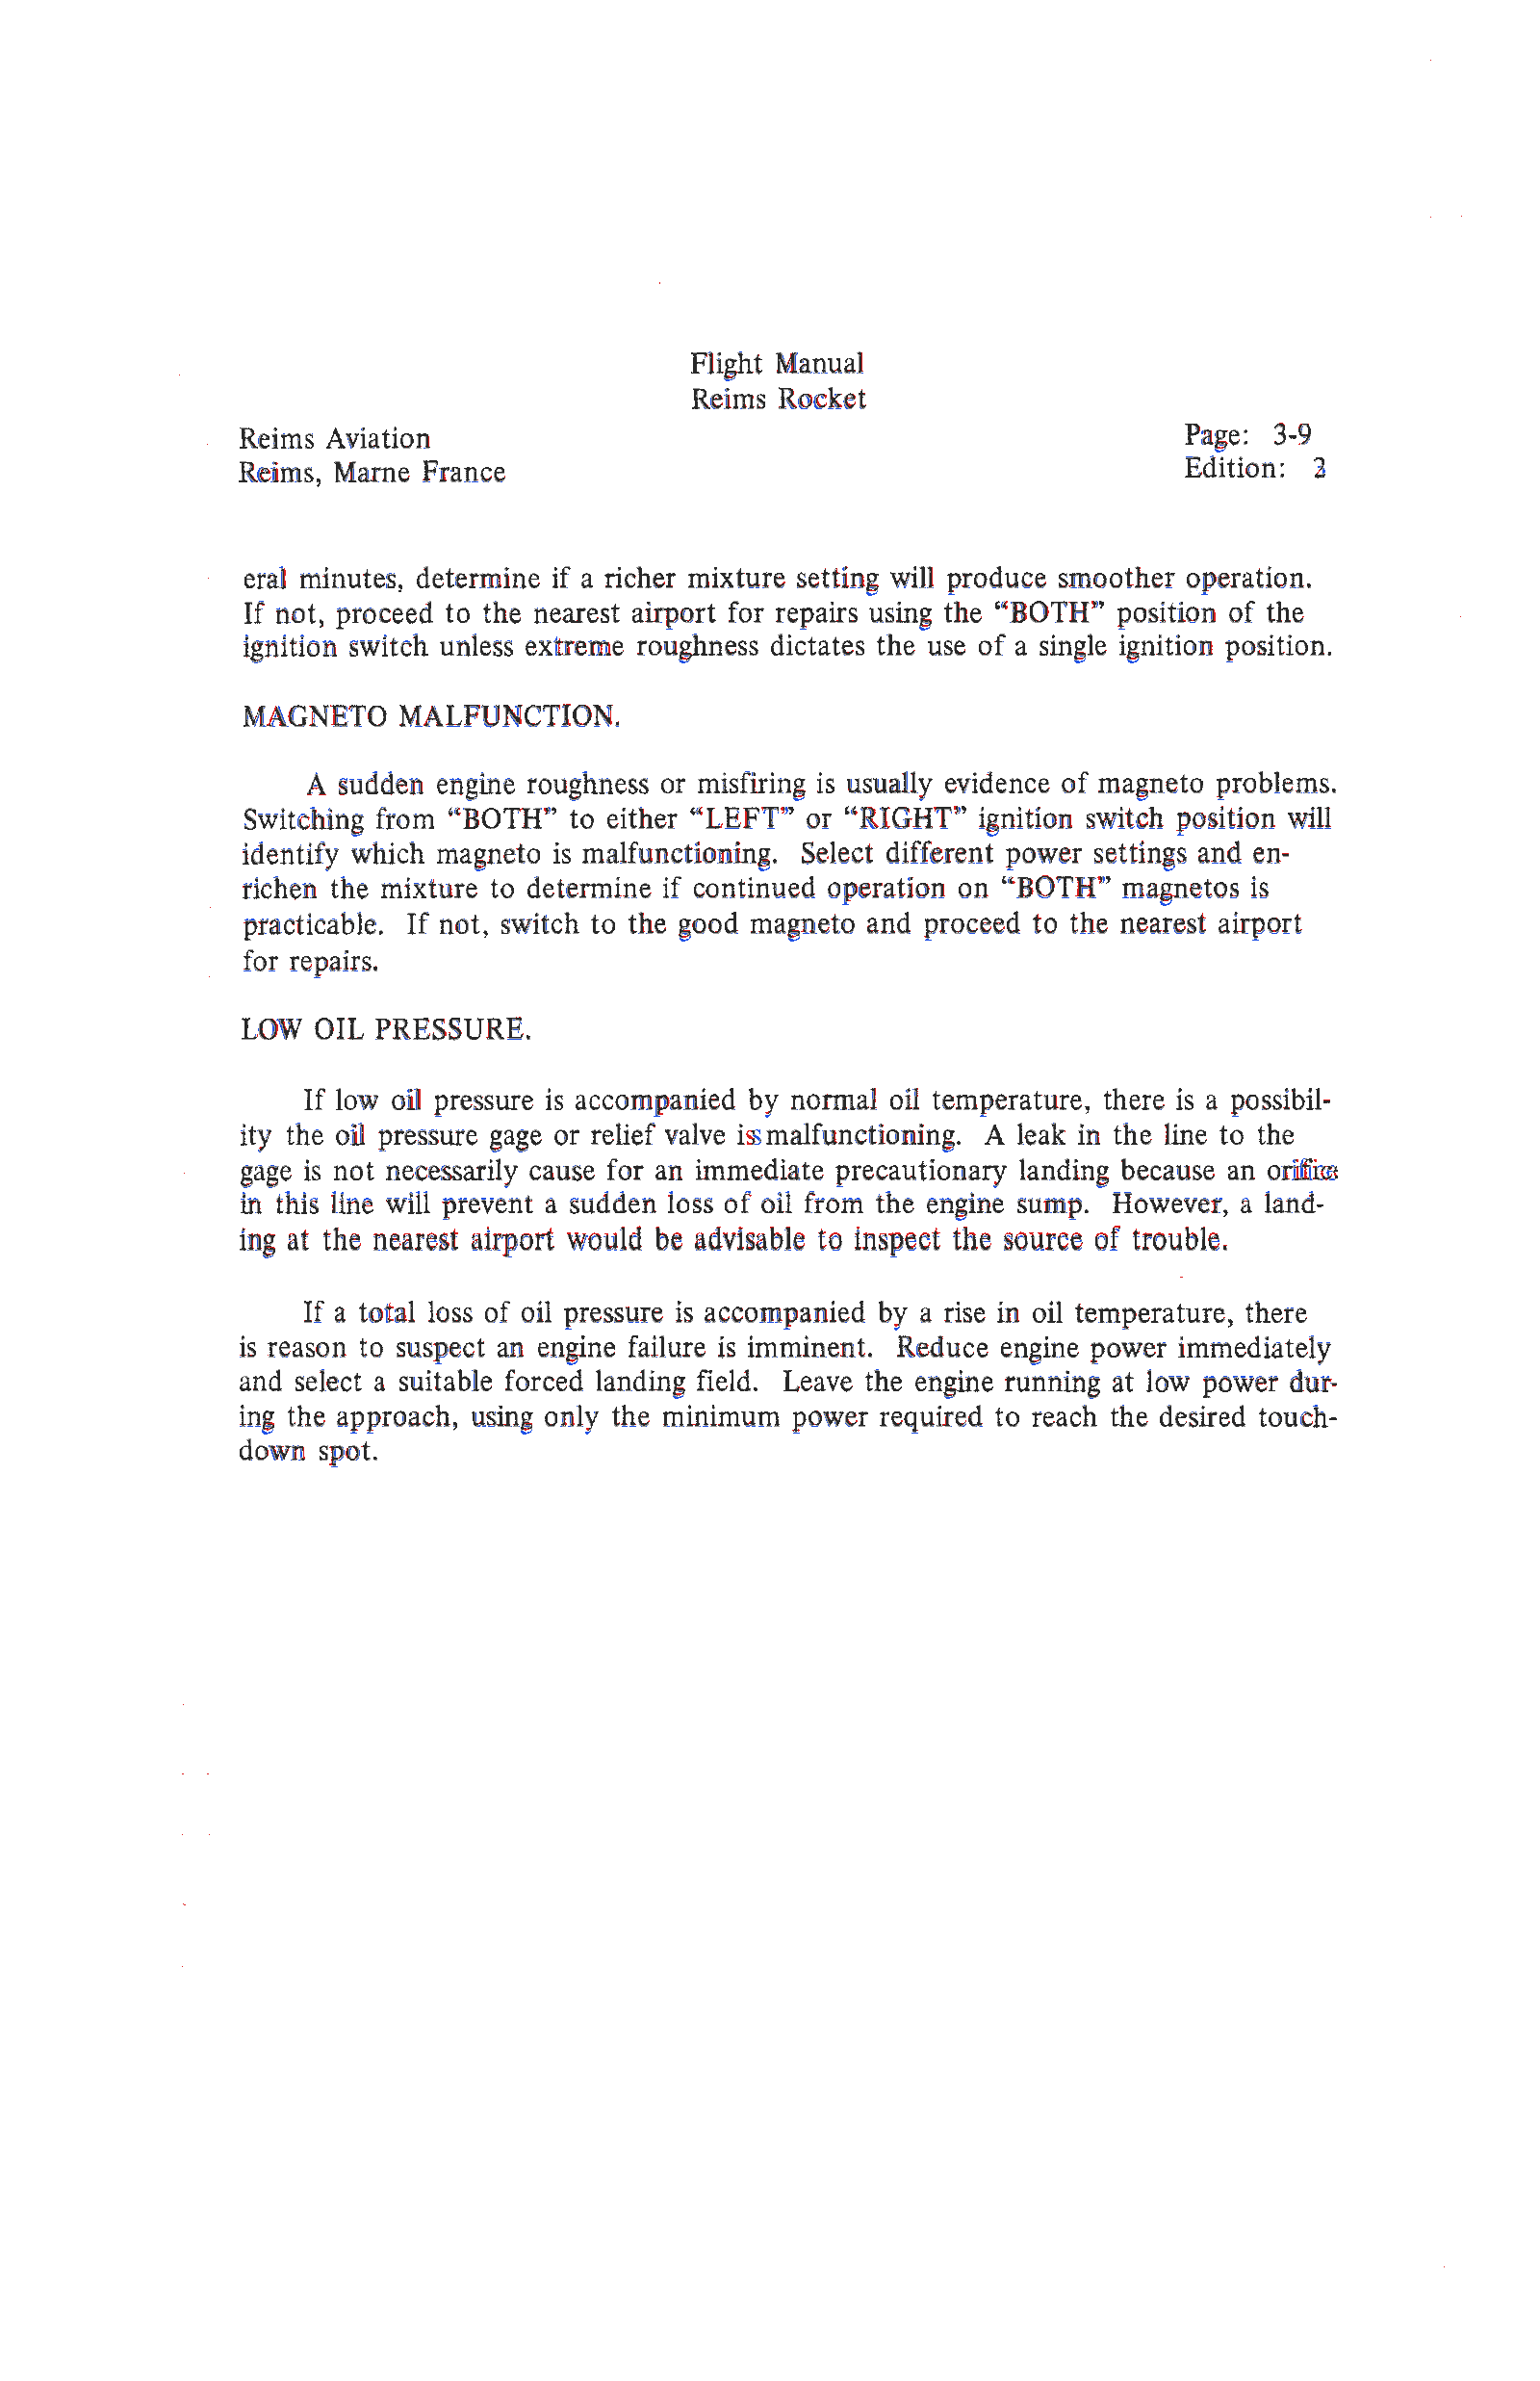 Flight Manual
Reims Rocket
Reims Aviation
Page: 3-9
Reims, Marne France
Edition:
eral minutes, determine if a richer mixture setting will produce smoother operation.
If not, proceed to the nearest airport for repairs using the “BOTH” position of the
ignition switch unless extreme roughness dictates the use of a single ignition position.
MAGNETO MALFUNCTION.
A sudden engine roughness or misfiring is usually evidence of magneto problems.
Switching from “BOTH” to either “LEFT” or “RIGHT” ignition switch position will
identify which magneto is malfunctioning. Select different power settings and en-
richen the mixture to determine if continued operation on “BOTH” magnetos is
practicable. If not, switch to the good magneto and proceed to the nearest airport
for repairs.
LOW OIL PRESSURE.
If low oil pressure is accompanied by normal oil temperature, there is a possibil-
ity the oil pressure gage or relief valve is malfunctioning. A leak in the line to the
gage is not necessarily cause for an immediate precautionary landing because an orifice
in this line will prevent a sudden loss of oil from the engine sump. However, a land-
ing at the nearest airport would be advisable to inspect the source of trouble.
If a total loss of oil pressure is accompanied by a rise in oil temperature, there
is reason to suspect an engine failure is imminent. Reduce engine power immediately
and select a suitable forced landing field. Leave the engine running at low power dur-
ing the approach, using only the minimum power required to reach the desired touch-
down spot.